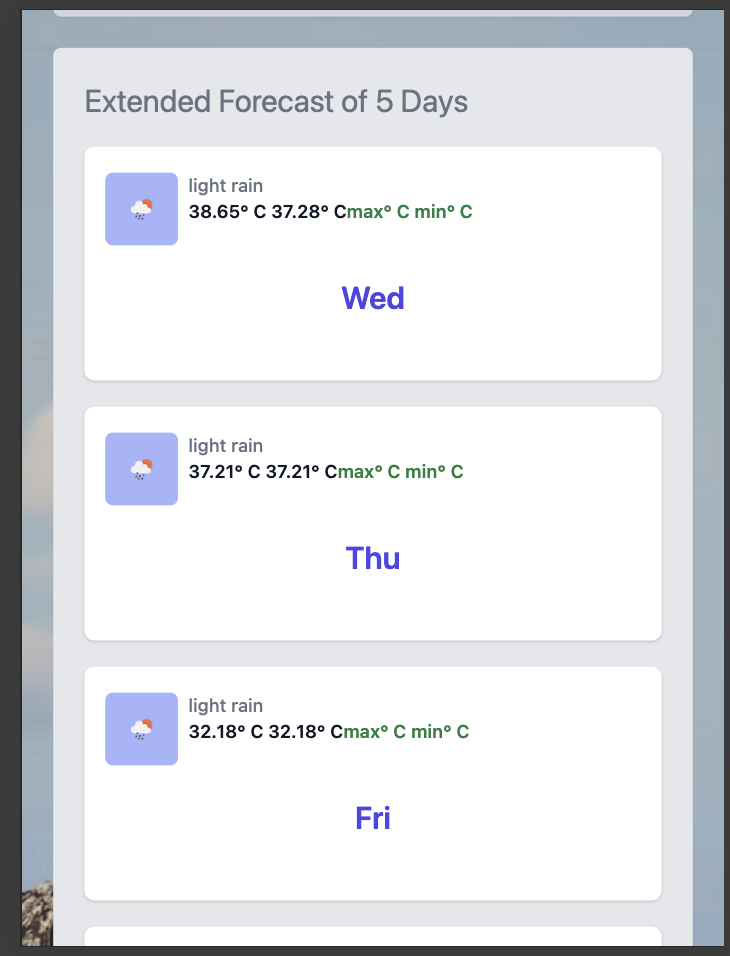 Extended Forecast of 5 Days
light rain
38.65° C 37.28° Cmax° C min° C
Wed
light rain
37.21° C 37.21° Cmax° C min° C
Thu
light rain
32.18° C 32.18° Cmax° C min° C
Fri